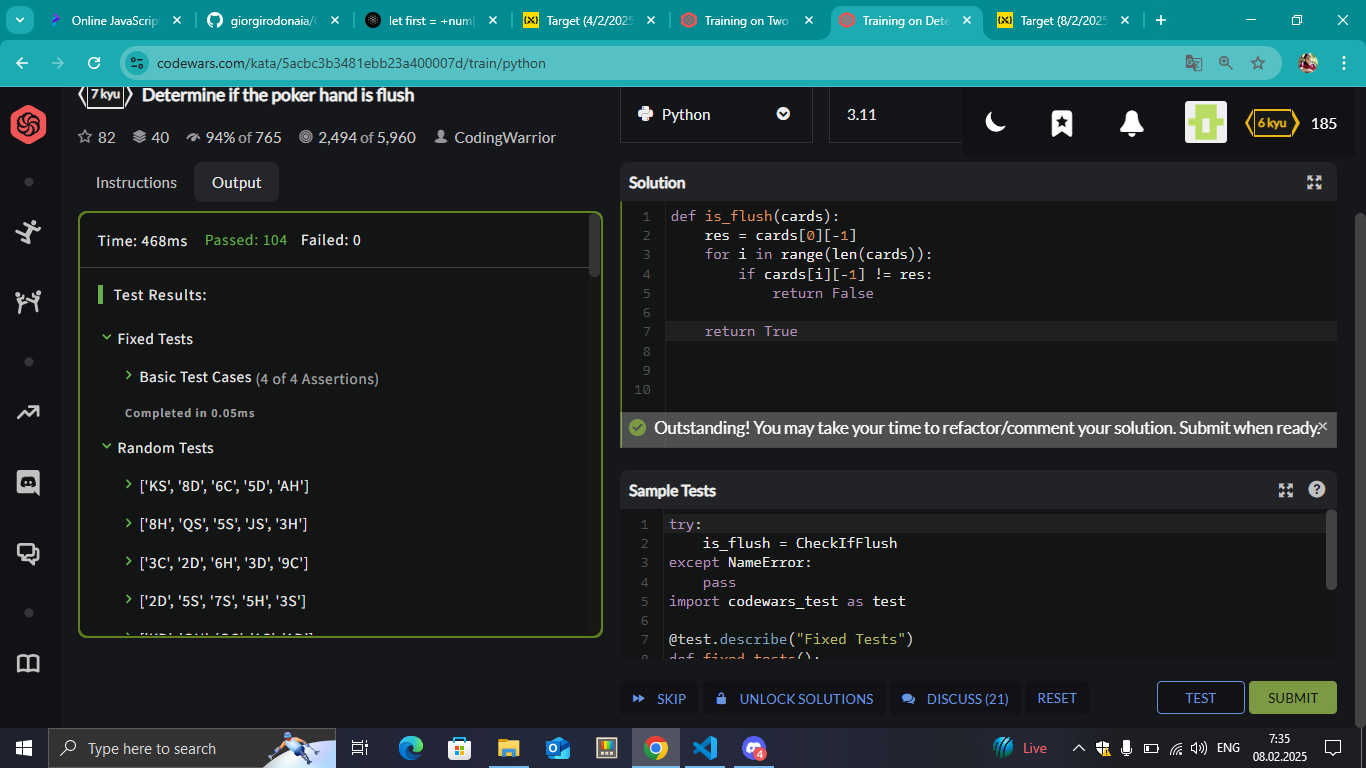 Online JavaScrip
giorgirodonaia/
let first = +num
Target (4/2/2025
Training on Two
Training on Dete
Target (8/2/2025
codewars.com/kata/5acbc3b3481ebb23a400007d/train/python
7 kyu Determine if the poker hand is flush
82 40 94% of 765 2,494 of 5,960 CodingWarrior
Python 3.11
6 kyu 185
Instructions Output
Time: 468ms Passed: 104 Failed: 0
Test Results:
Fixed Tests
Basic Test Cases (4 of 4 Assertions)
Completed in 0.05ms
Random Tests
['KS', '8D', '6C', '5D', 'AH']
['8H', 'QS', '5S', 'JS', '3H']
['3C', '2D', '6H', '3D', '9C']
['2D', '5S', '7S', '5H', '3S']
Solution
1 def is_flush(cards):
2 res = cards[0][-1]
3 for i in range(len(cards)):
4 if cards[i][-1] != res:
5 return False
6
7 return True
8
9
10
Outstanding! You may take your time to refactor/comment your solution. Submit when ready.
Sample Tests
1 try:
2 is_flush = CheckIfFlush
3 except NameError:
4 pass
5 import codewars_test as test
6
7 @test.describe("Fixed Tests")
8 def fixed_tests():
SKIP UNLOCK SOLUTIONS DISCUSS (21) RESET TEST SUBMIT
Type here to search
4
Live
ENG
7:35
08.02.2025